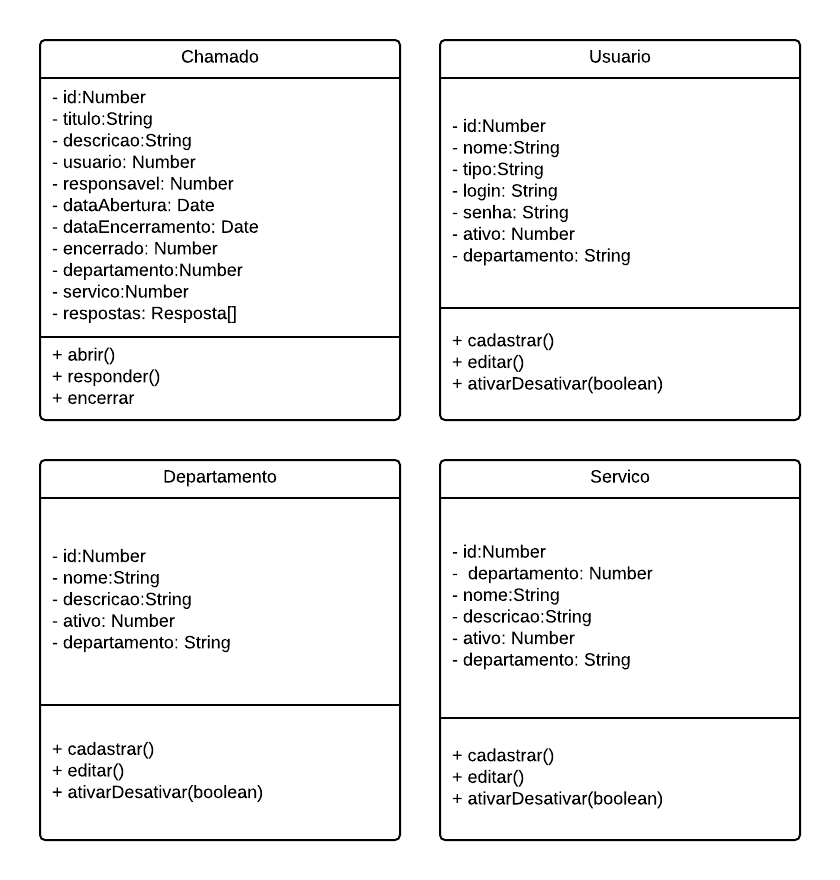 Chamado
- id:Number
- titulo:String
- descricao:String
- usuario: Number
- responsavel: Number
- dataAbertura: Date
- dataEncerramento: Date
- encerrado: Number
- departamento:Number
- servico:Number
- respostas: Resposta[]
+ abrir()
+ responder()
+ encerrar
Usuario
- id:Number
- nome:String
- tipo:String
- login: String
- senha: String
- ativo: Number
- departamento: String
+ cadastrar()
+ editar()
+ ativarDesativar(boolean)
Departamento
- id:Number
- nome:String
- descricao:String
- ativo: Number
- departamento: String
+ cadastrar()
+ editar()
+ ativarDesativar(boolean)
Servico
- id:Number
-  departamento: Number
- nome:String
- descricao:String
- ativo: Number
- departamento: String
+ cadastrar()
+ editar()
+ ativarDesativar(boolean)